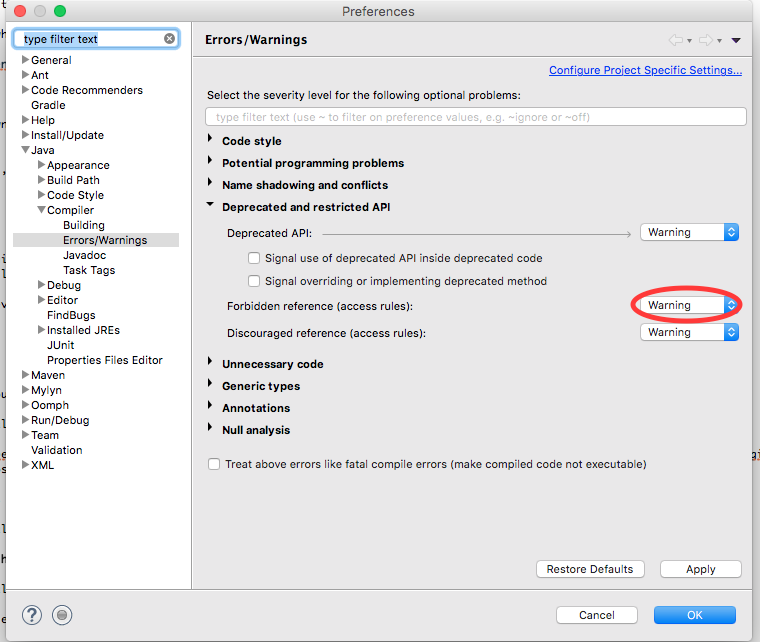 Preferences
type filter text
General
Ant
Code Recommenders
Gradle
Help
Install/Update
Java
Appearance
Build Path
Code Style
Compiler
Building
Errors/Warnings
Javadoc
Task Tags
Debug
Editor
FindBugs
Installed JREs
JUnit
Properties Files Editor
Maven
Mylyn
Oomph
Run/Debug
Team
Validation
XML
Errors/Warnings
Configure Project Specific Settings...
Select the severity level for the following optional problems:
type filter text (use ~ to filter on preference values, e.g. ~ignore or ~off)
Code style
Potential programming problems
Name shadowing and conflicts
Deprecated and restricted API
Deprecated API: Warning
Signal use of deprecated API inside deprecated code
Signal overriding or implementing deprecated method
Forbidden reference (access rules): Warning
Discouraged reference (access rules): Warning
Unnecessary code
Generic types
Annotations
Null analysis
Treat above errors like fatal compile errors (make compiled code not executable)
Restore Defaults Apply
? Cancel OK